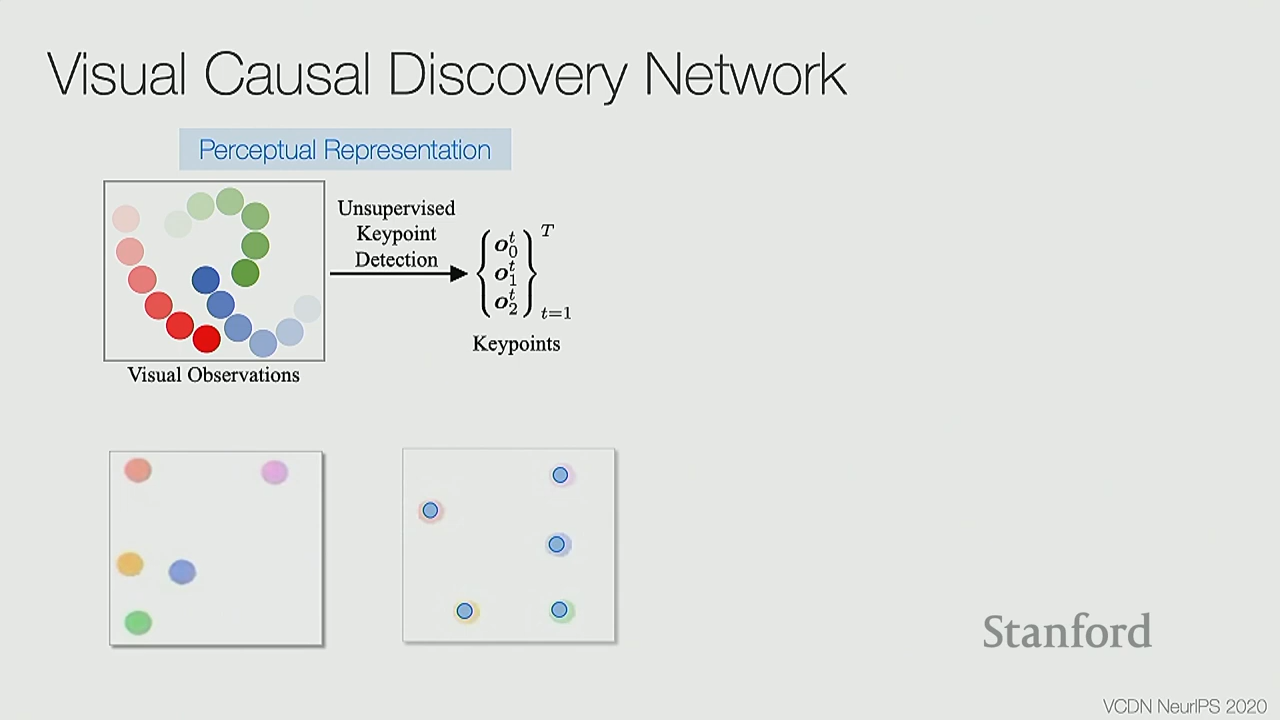 Visual Causal Discovery Network
Perceptual Representation
Unsupervised
Keypoint
Detection
{o_0^t
o_1^t
o_2^t}_{t=1}^T
Keypoints
Visual Observations
Stanford
VCDN NeurIPS 2020